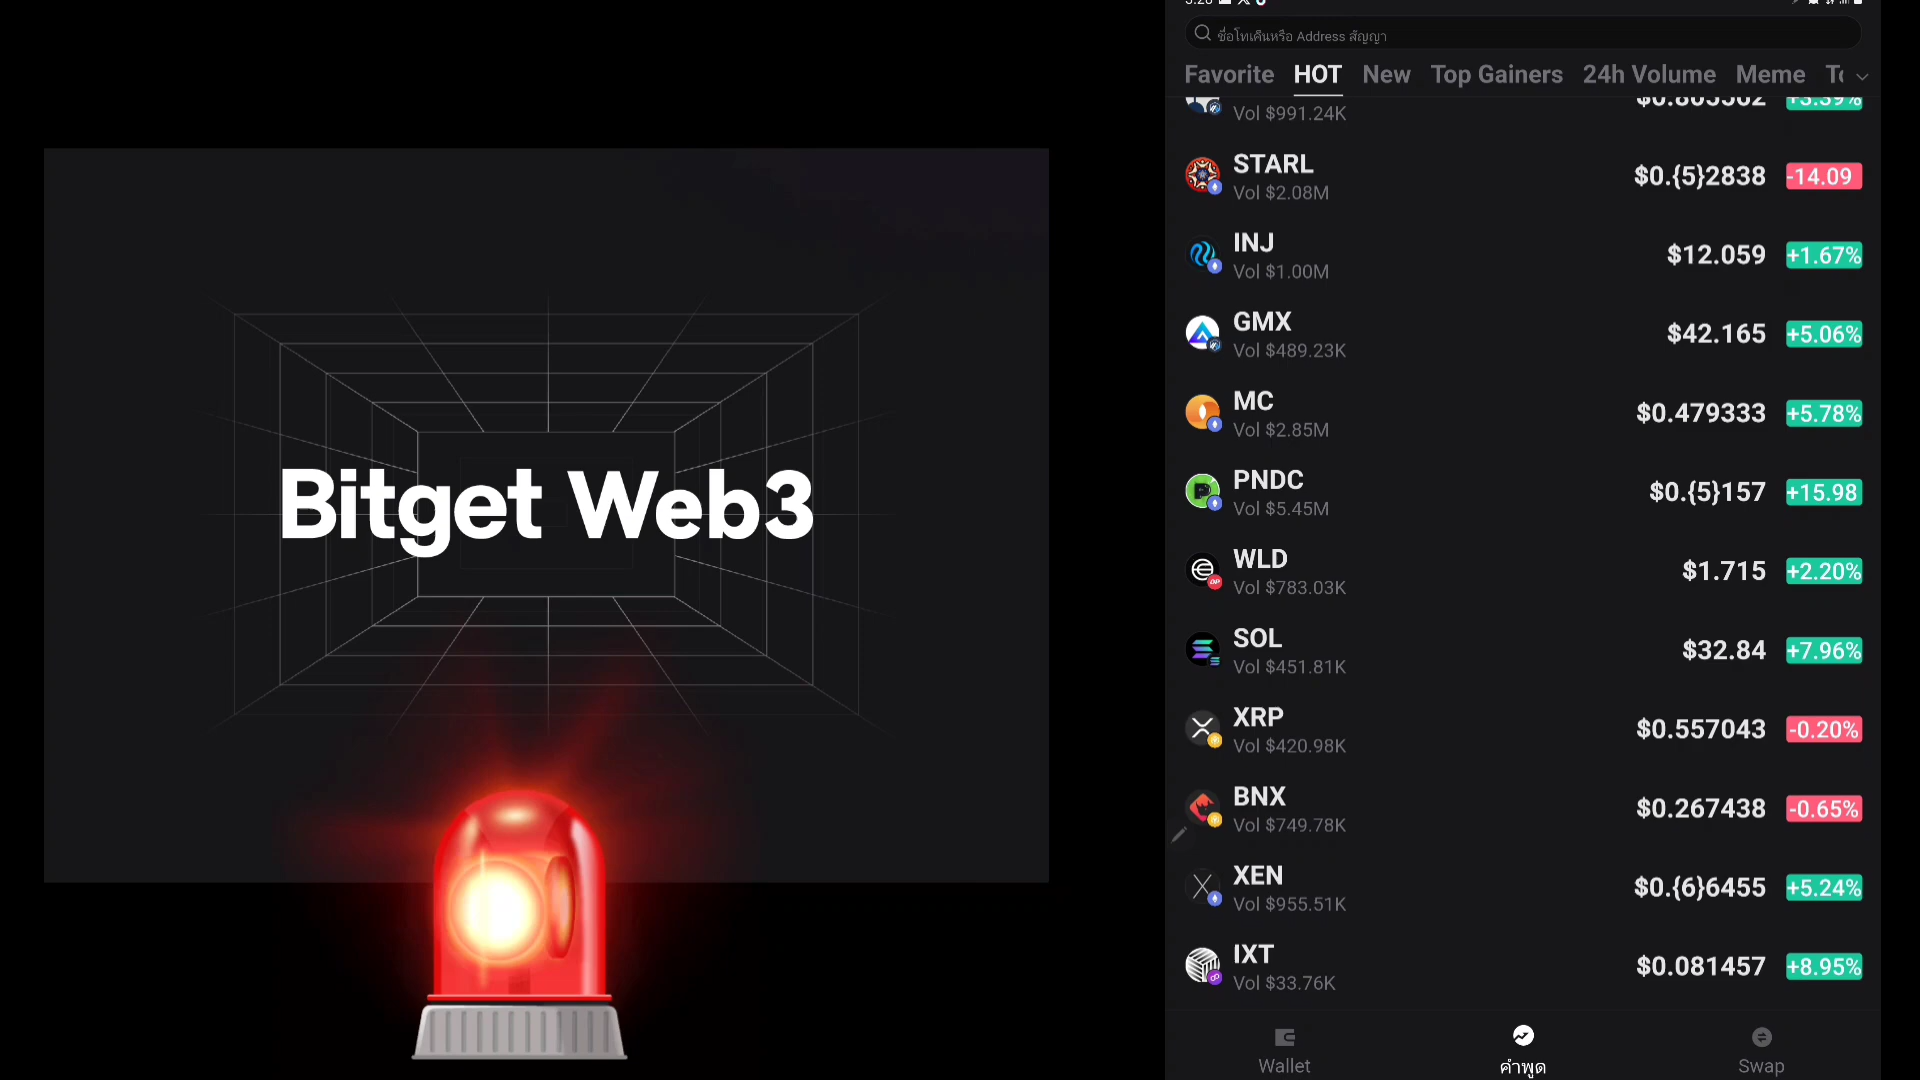 Bitget Web3
ชื่อโทเค็นหรือ Address สัญญา
Favorite HOT New Top Gainers 24h Volume Meme
Vol $991.24K
STARL $0.{5}2838 -14.09
Vol $2.08M
INJ $12.059 +1.67%
Vol $1.00M
GMX $42.165 +5.06%
Vol $489.23K
MC $0.479333 +5.78%
Vol $2.85M
PNDC $0.{5}157 +15.98
Vol $5.45M
WLD $1.715 +2.20%
Vol $783.03K
SOL $32.84 +7.96%
Vol $451.81K
XRP $0.557043 -0.20%
Vol $420.98K
BNX $0.267438 -0.65%
Vol $749.78K
XEN $0.{6}6455 +5.24%
Vol $955.51K
IXT $0.081457 +8.95%
Vol $33.76K
Wallet คำพูด Swap